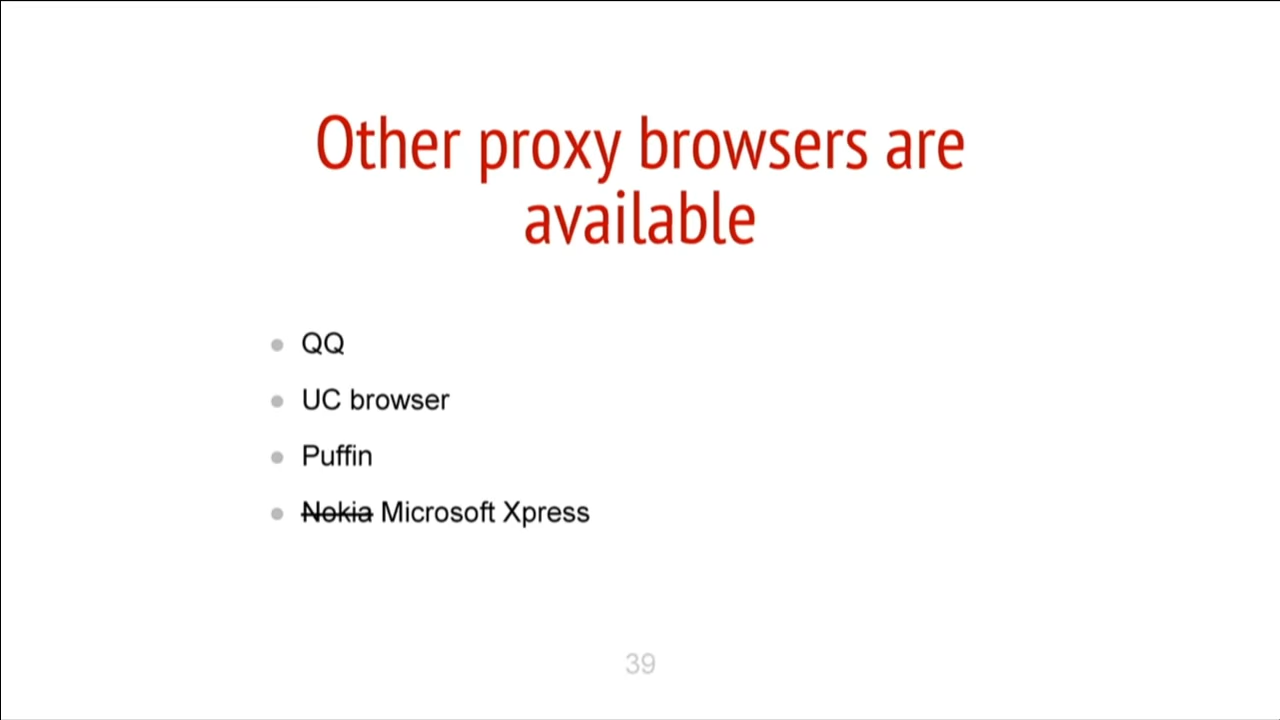 Other proxy browsers are
available
QQ
UC browser
Puffin
Nokia Microsoft Xpress
39